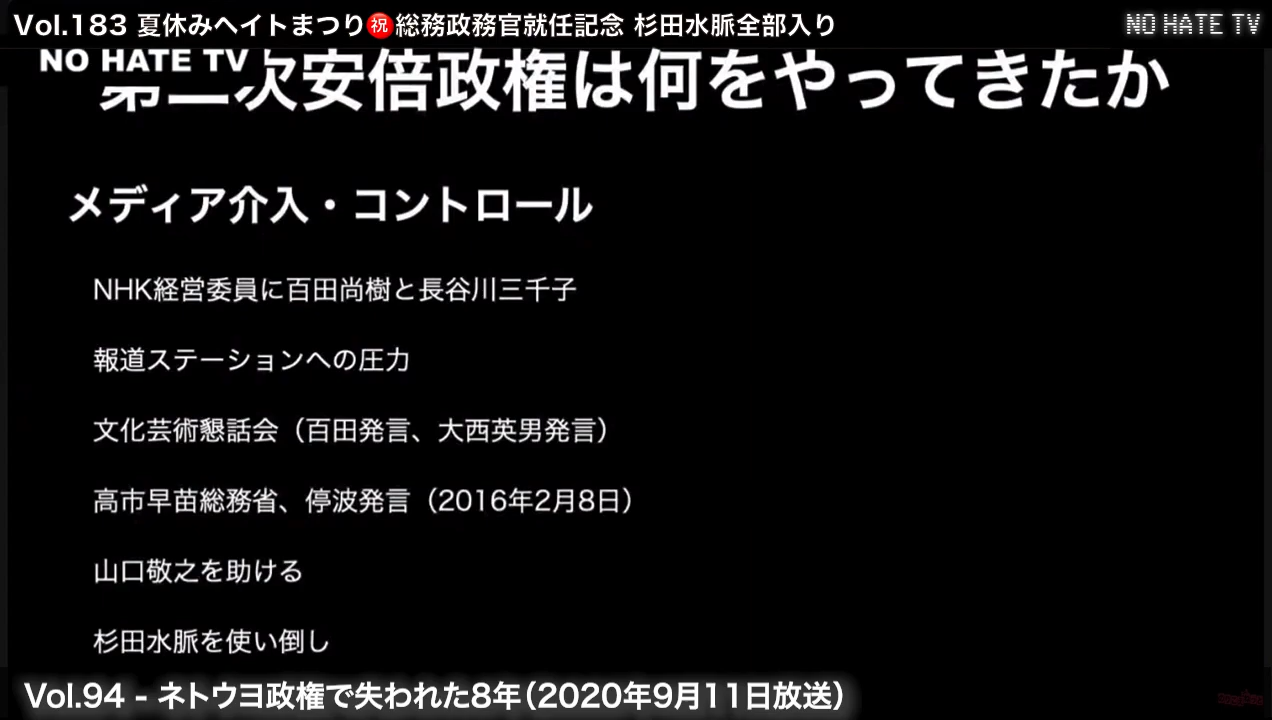 Vol.183 夏休みヘイトまつり㊗総務政務官就任記念 杉田水脈全部入り
NO HATE TV
NO HATE TV
第二次安倍政権は何をやってきたか
メディア介入・コントロール
NHK経営委員に百田尚樹と長谷川三千子
報道ステーションへの圧力
文化芸術懇話会（百田発言、大西英男発言）
高市早苗総務省、停波発言（2016年2月8日）
山口敬之を助ける
杉田水脈を使い倒し
Vol.94 - ネトウヨ政権で失われた8年（2020年9月11日放送）